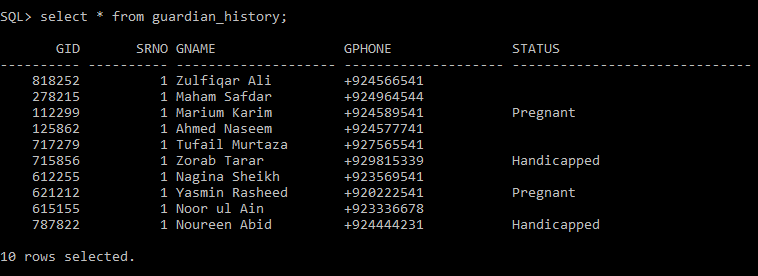 SQL> select * from guardian_history;
       GID       SRNO GNAME                GPHONE               STATUS
---------- ---------- -------------------- -------------------- ------------------------------
    818252          1 Zulfiqar Ali         +924566541
    278215          1 Maham Safdar         +924964544
    112299          1 Marium Karim         +924589541           Pregnant
    125862          1 Ahmed Naseem         +924577741
    717279          1 Tufail Murtaza       +927565541
    715856          1 Zorab Tarar          +929815339           Handicapped
    612255          1 Nagina Sheikh        +923569541
    621212          1 Yasmin Rasheed       +920222541           Pregnant
    615155          1 Noor ul Ain          +923336678
    787822          1 Noureen Abid         +924444231           Handicapped
10 rows selected.